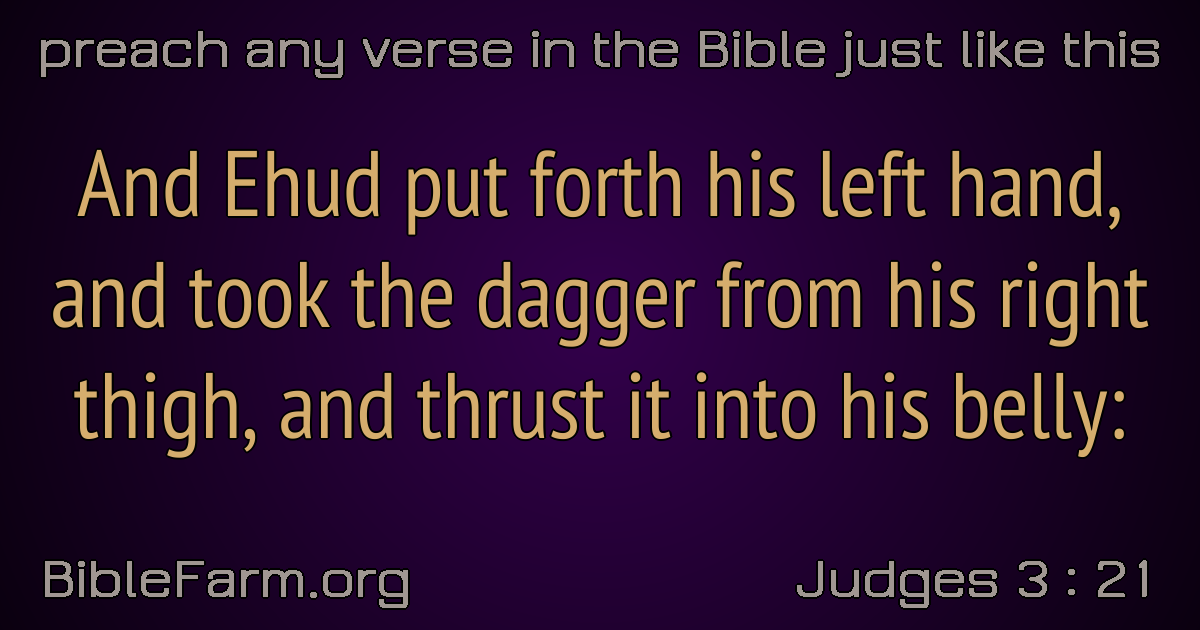 preach any verse in the Bible just like this
And Ehud put forth his left hand,
and took the dagger from his right
thigh, and thrust it into his belly:
BibleFarm.org
Judges 3 : 21